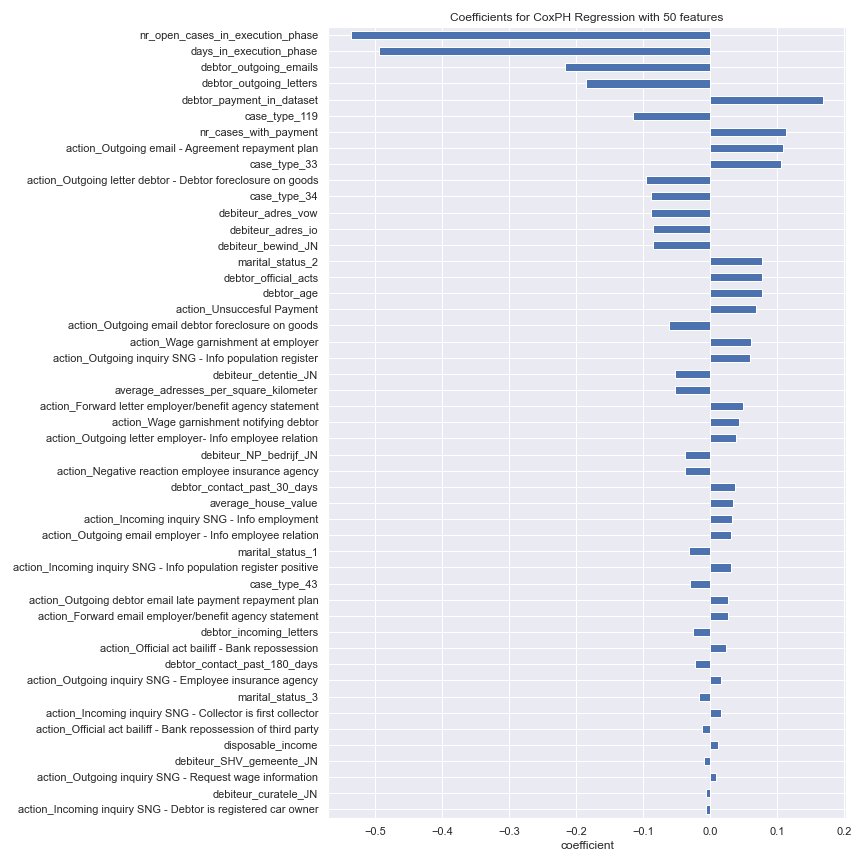 Coefficients for CoxPH Regression with 50 features
nr_open_cases_in_execution_phase
days_in_execution_phase
debtor_outgoing_emails
debtor_outgoing_letters
debtor_payment_in_dataset
case_type_119
nr_cases_with_payment
action_Outgoing email - Agreement repayment plan
case_type_33
action_Outgoing letter debtor - Debtor foreclosure on goods
case_type_34
debiteur_adres_vow
debiteur_adres_io
debiteur_bewind_JN
marital_status_2
debtor_official_acts
debtor_age
action_Unsuccesful Payment
action_Outgoing email debtor foreclosure on goods
action_Wage garnishment at employer
action_Outgoing inquiry SNG - Info population register
debiteur_detentie_JN
average_adresses_per_square_kilometer
action_Forward letter employer/benefit agency statement
action_Wage garnishment notifying debtor
action_Outgoing letter employer- Info employee relation
debiteur_NP_bedrijf_JN
action_Negative reaction employee insurance agency
debtor_contact_past_30_days
average_house_value
action_Incoming inquiry SNG - Info employment
action_Outgoing email employer - Info employee relation
marital_status_1
action_Incoming inquiry SNG - Info population register positive
case_type_43
action_Outgoing debtor email late payment repayment plan
action_Forward email employer/benefit agency statement
debtor_incoming_letters
action_Official act bailiff - Bank repossession
debtor_contact_past_180_days
action_Outgoing inquiry SNG - Employee insurance agency
marital_status_3
action_Incoming inquiry SNG - Collector is first collector
action_Official act bailiff - Bank repossession of third party
disposable_income
debiteur_SHV_gemeente_JN
action_Outgoing inquiry SNG - Request wage information
debiteur_curatele_JN
action_Incoming inquiry SNG - Debtor is registered car owner
−0.5 −0.4 −0.3 −0.2 −0.1 0.0 0.1 0.2
coefficient